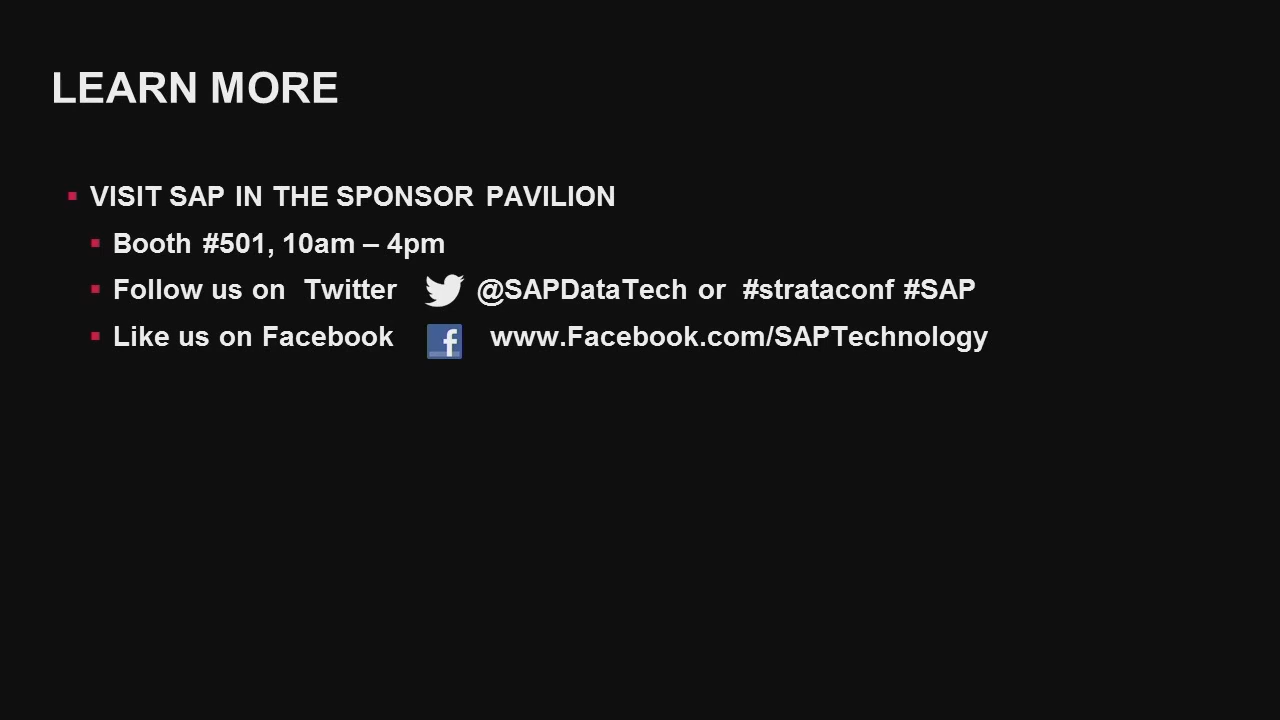 LEARN MORE
VISIT SAP IN THE SPONSOR PAVILION
Booth #501, 10am – 4pm
Follow us on Twitter @SAPDataTech or #strataconf #SAP
Like us on Facebook www.Facebook.com/SAPTechnology